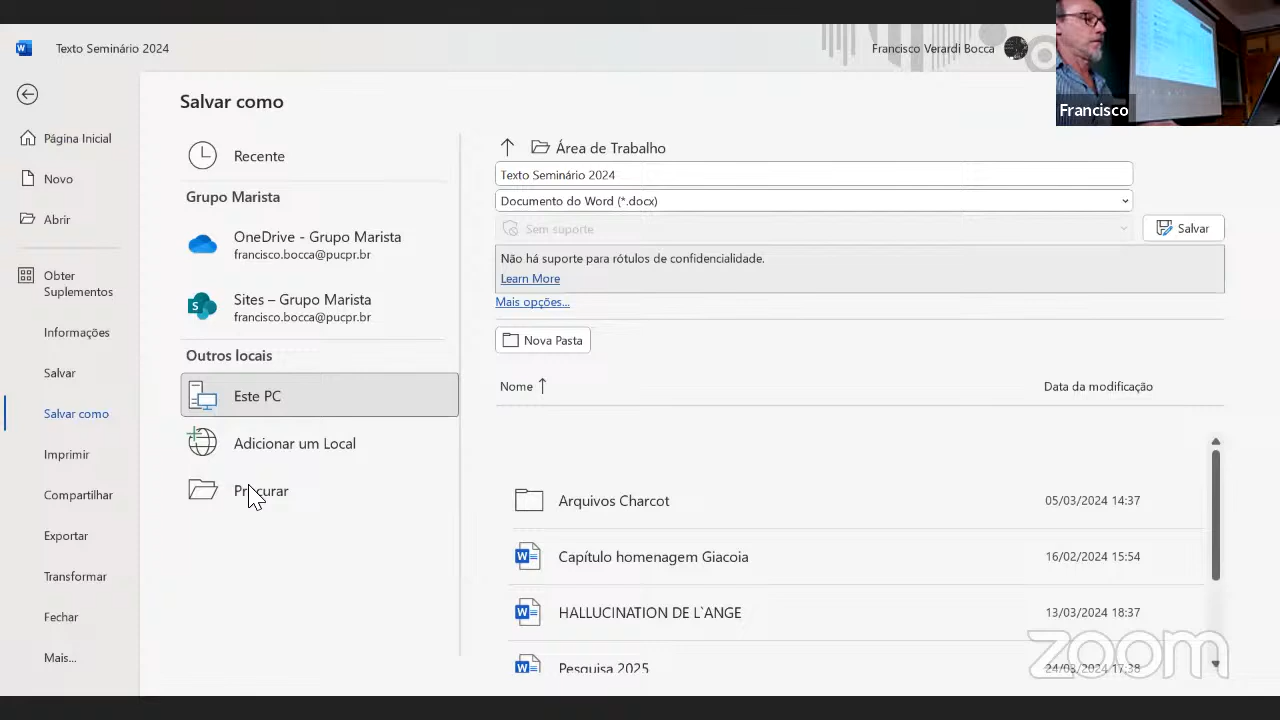 Texto Seminário 2024
Francisco Verardi Bocca
Francisco
Página Inicial
Novo
Abrir
Obter
Suplementos
Informações
Salvar
Salvar como
Imprimir
Compartilhar
Exportar
Transformar
Fechar
Mais...
Salvar como
Recente
Grupo Marista
OneDrive - Grupo Marista
francisco.bocca@pucpr.br
Sites – Grupo Marista
francisco.bocca@pucpr.br
Outros locais
Este PC
Adicionar um Local
Procurar
Área de Trabalho
Texto Seminário 2024
Documento do Word (*.docx)
Sem suporte
Salvar
Não há suporte para rótulos de confidencialidade.
Learn More
Mais opções...
Nova Pasta
Nome Data da modificação
Arquivos Charcot 05/03/2024 14:37
Capítulo homenagem Giacoia 16/02/2024 15:54
HALLUCINATION DE L`ANGE 13/03/2024 18:37
Pesquisa 2025 24/03/2024 17:38
zoom